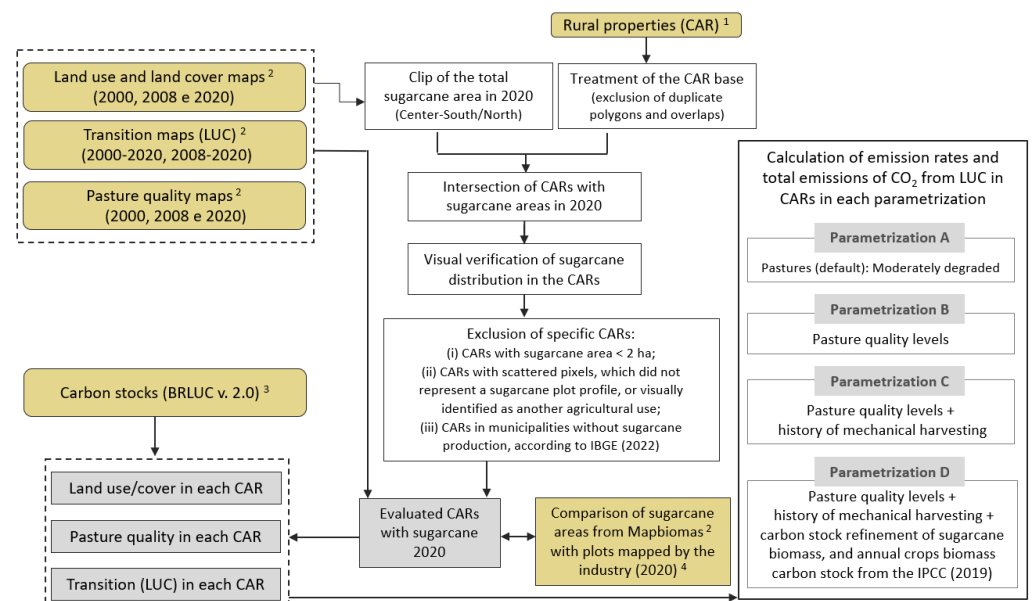 Rural properties (CAR) 1
Land use and land cover maps 2
(2000, 2008 e 2020)
Transition maps (LUC) 2
(2000-2020, 2008-2020)
Pasture quality maps 2
(2000, 2008 e 2020)
Clip of the total
sugarcane area in 2020
(Center-South/North)
Treatment of the CAR base
(exclusion of duplicate
polygons and overlaps)
Intersection of CARs with
sugarcane areas in 2020
Visual verification of sugarcane
distribution in the CARs
Exclusion of specific CARs:
(i) CARs with sugarcane area < 2 ha;
(ii) CARs with scattered pixels, which did not
represent a sugarcane plot profile, or visually
identified as another agricultural use;
(iii) CARs in municipalities without sugarcane
production, according to IBGE (2022)
Carbon stocks (BRLUC v. 2.0) 3
Land use/cover in each CAR
Pasture quality in each CAR
Transition (LUC) in each CAR
Evaluated CARs
with sugarcane
2020
Comparison of sugarcane
areas from Mapbiomas 2
with plots mapped by the
industry (2020) 4
Calculation of emission rates and
total emissions of CO2 from LUC in
CARs in each parametrization
Parametrization A
Pastures (default): Moderately degraded
Parametrization B
Pasture quality levels
Parametrization C
Pasture quality levels +
history of mechanical harvesting
Parametrization D
Pasture quality levels +
history of mechanical harvesting +
carbon stock refinement of sugarcane
biomass, and annual crops biomass
carbon stock from the IPCC (2019)